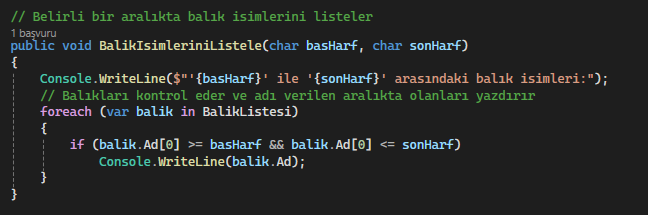 // Belirli bir aralıkta balık isimlerini listeler
1 başvuru
public void BalikIsimleriniListele(char basHarf, char sonHarf)
{
    Console.WriteLine($"'{basHarf}' ile '{sonHarf}' arasındaki balık isimleri:");
    // Balıkları kontrol eder ve adı verilen aralıkta olanları yazdırır
    foreach (var balik in BalikListesi)
    {
        if (balik.Ad[0] >= basHarf && balik.Ad[0] <= sonHarf)
            Console.WriteLine(balik.Ad);
    }
}